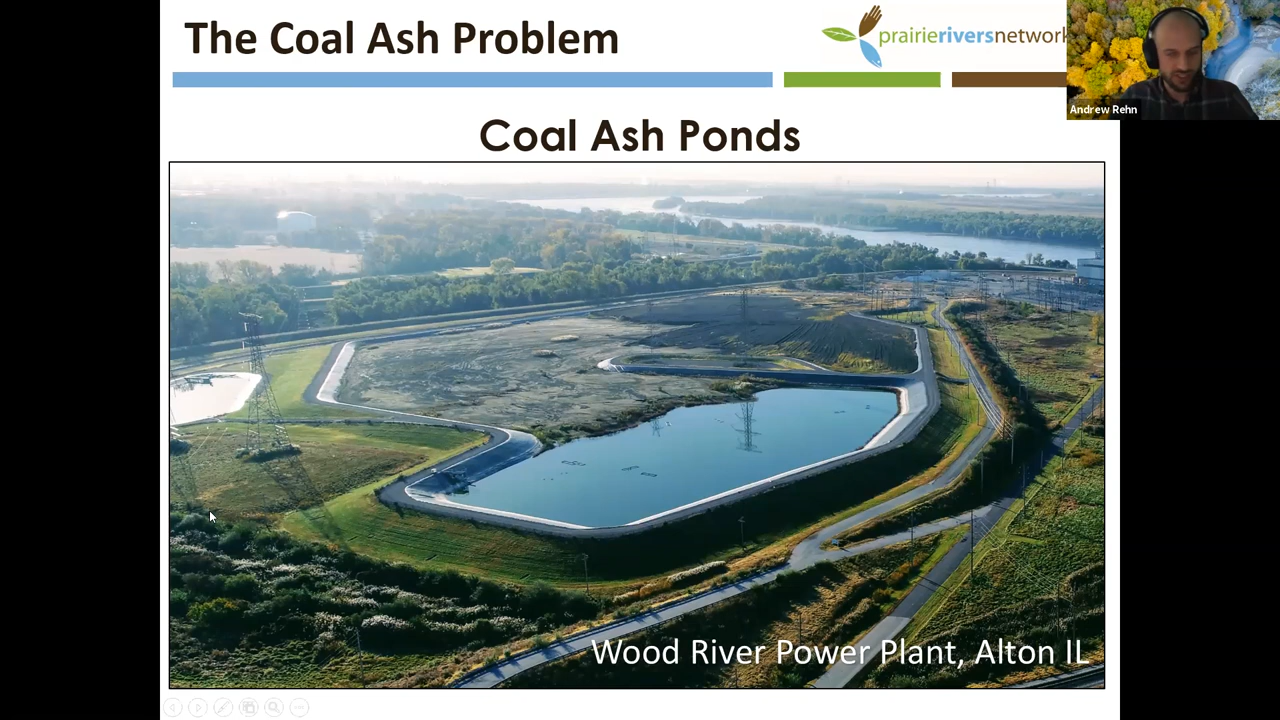 The Coal Ash Problem
prairieriversnetwork
Andrew Rehn
Coal Ash Ponds
Wood River Power Plant, Alton IL